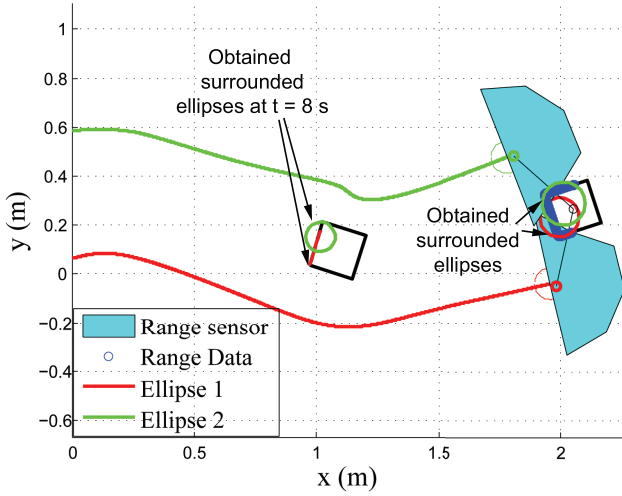 Obtained
surrounded
ellipses at t = 8 s
Obtained
surrounded
ellipses
y (m)
1
0.8
0.6
0.4
0.2
0
−0.2
−0.4
−0.6
Range sensor
Range Data
Ellipse 1
Ellipse 2
0
0.5
1
1.5
2
x (m)